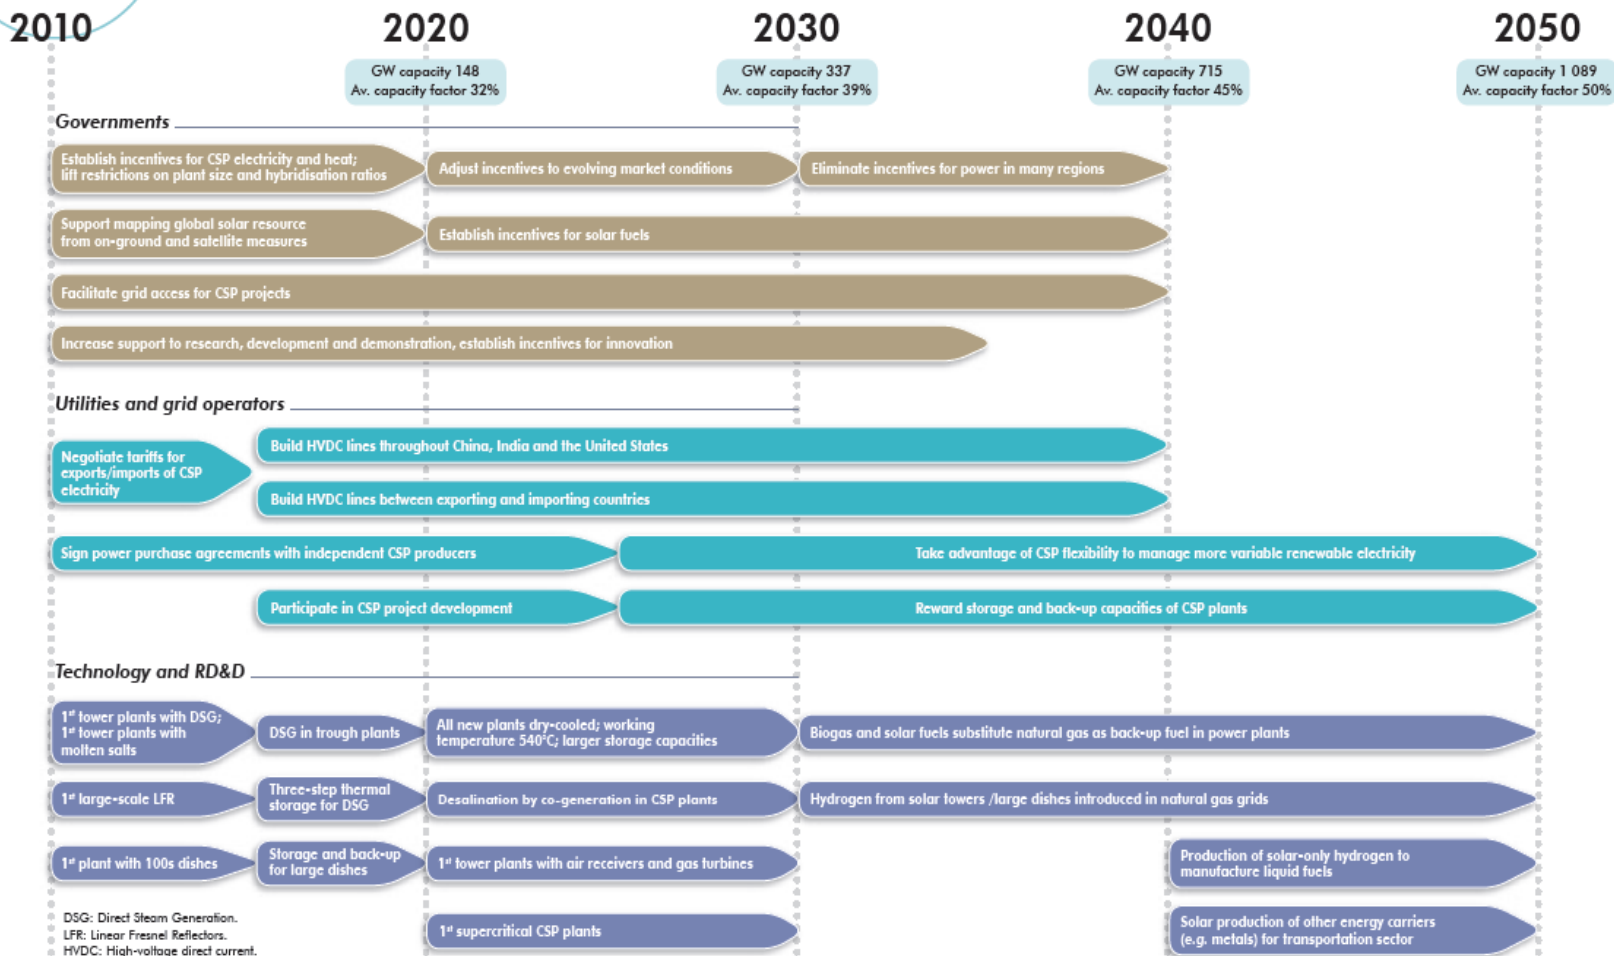 2010
2020
2030
2040
2050
GW capacity 148
Av. capacity factor 32%
GW capacity 337
Av. capacity factor 39%
GW capacity 715
Av. capacity factor 45%
GW capacity 1 089
Av. capacity factor 50%
Governments
Establish incentives for CSP electricity and heat;
lift restrictions on plant size and hybridisation ratios
Adjust incentives to evolving market conditions
Eliminate incentives for power in many regions
Support mapping global solar resource
from on-ground and satellite measures
Establish incentives for solar fuels
Facilitate grid access for CSP projects
Increase support to research, development and demonstration, establish incentives for innovation
Utilities and grid operators
Negotiate tariffs for
exports/imports of CSP
electricity
Build HVDC lines throughout China, India and the United States
Build HVDC lines between exporting and importing countries
Sign power purchase agreements with independent CSP producers
Take advantage of CSP flexibility to manage more variable renewable electricity
Participate in CSP project development
Reward storage and back-up capacities of CSP plants
Technology and RD&D
1st tower plants with DSG;
1st tower plants with
molten salts
DSG in trough plants
All new plants dry-cooled; working
temperature 540°C; larger storage capacities
Biogas and solar fuels substitute natural gas as back-up fuel in power plants
1st large-scale LFR
Three-step thermal
storage for DSG
Desalination by co-generation in CSP plants
Hydrogen from solar towers /large dishes introduced in natural gas grids
1st plant with 100s dishes
Storage and back-up
for large dishes
1st tower plants with air receivers and gas turbines
Production of solar-only hydrogen to
manufacture liquid fuels
1st supercritical CSP plants
Solar production of other energy carriers
(e.g. metals) for transportation sector
DSG: Direct Steam Generation.
LFR: Linear Fresnel Reflectors.
HVDC: High-voltage direct current.